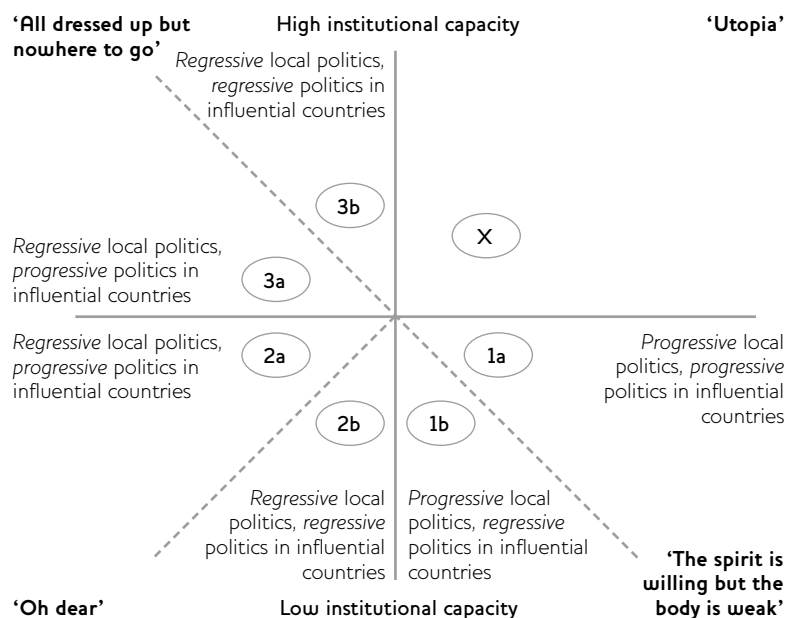 ‘All dressed up but
nowhere to go’
High institutional capacity
‘Utopia’
Regressive local politics,
regressive politics in
influential countries
3b
X
Regressive local politics,
progressive politics in
influential countries
3a
Regressive local politics,
progressive politics in
influential countries
2a
1a
Progressive local
politics, progressive
politics in influential
countries
2b
1b
Regressive local
politics, regressive
politics in influential
countries
Progressive local
politics, regressive
politics in influential
countries
‘Oh dear’
Low institutional capacity
‘The spirit is
willing but the
body is weak’